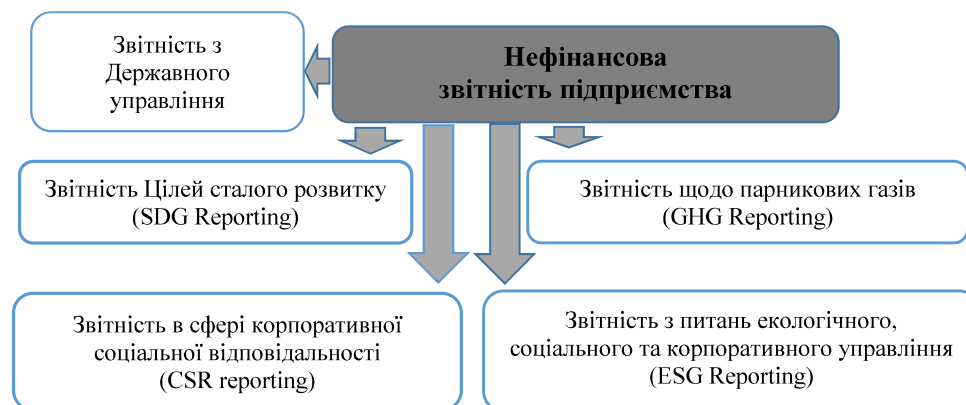 Звітність з
Державного
управління
Нефінансова
звітність підприємства
Звітність Цілей сталого розвитку
(SDG Reporting)
Звітність щодо парникових газів
(GHG Reporting)
Звітність в сфері корпоративної
соціальної відповідальності
(CSR reporting)
Звітність з питань екологічного,
соціального та корпоративного управління
(ESG Reporting)